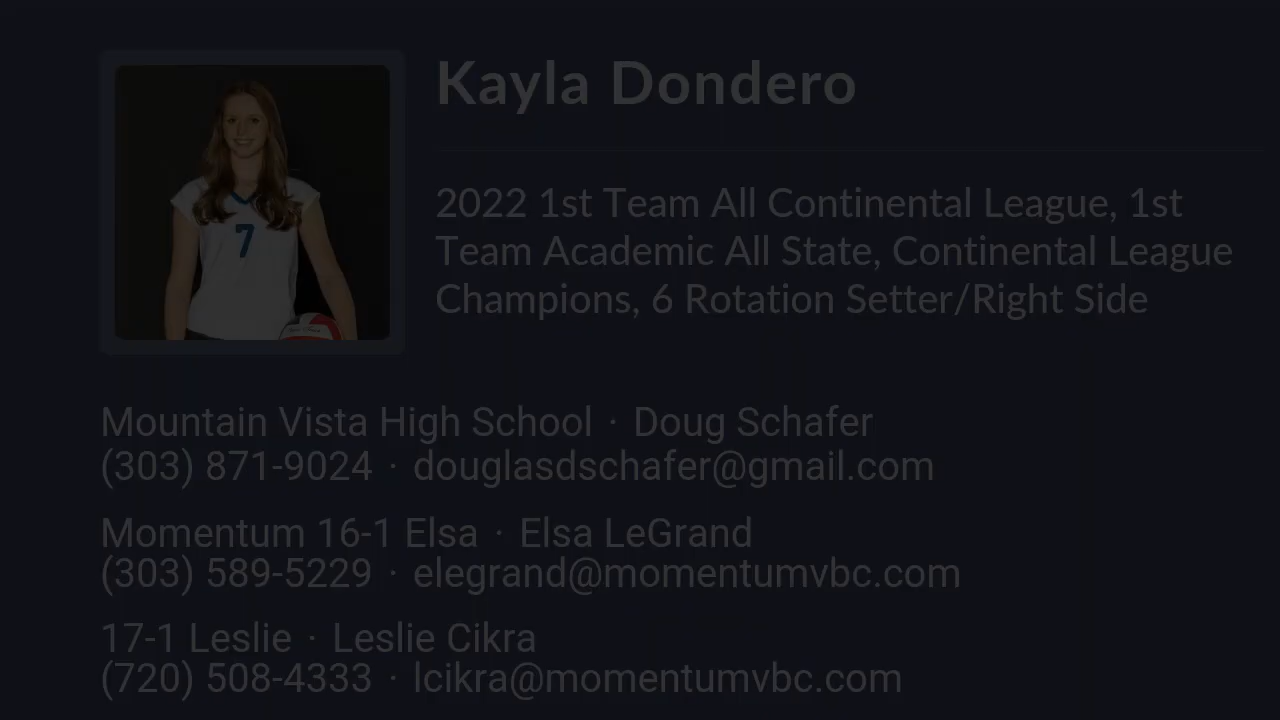 Kayla Dondero
2022 1st Team All Continental League, 1st
Team Academic All State, Continental League
Champions, 6 Rotation Setter/Right Side
7
Mountain Vista High School · Doug Schafer
(303) 871-9024 · douglasdschafer@gmail.com
Momentum 16-1 Elsa · Elsa LeGrand
(303) 589-5229 · elegrand@momentumvbc.com
17-1 Leslie · Leslie Cikra
(720) 508-4333 · lcikra@momentumvbc.com